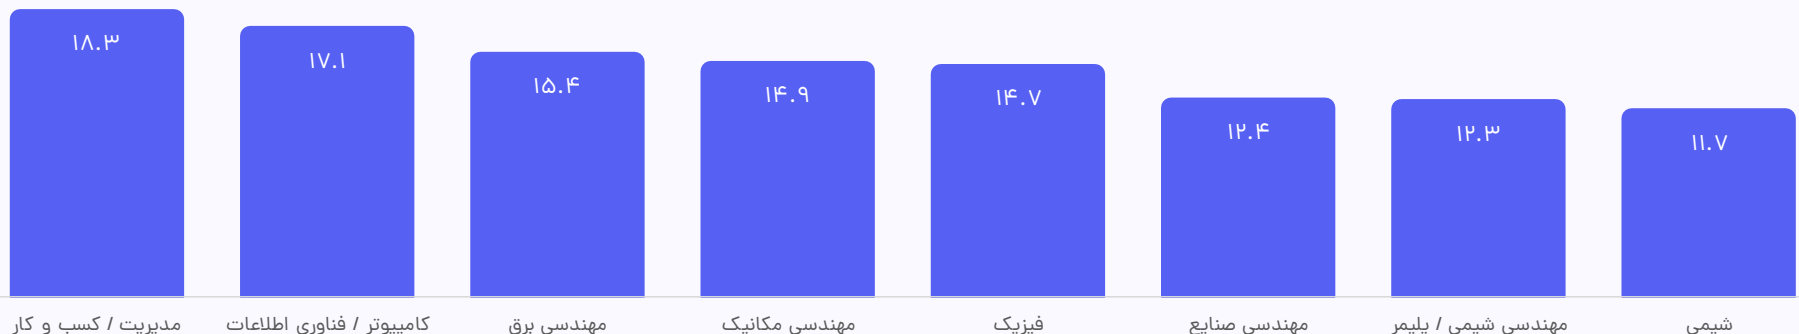 ۱۸.۳
۱۷.۱
۱۵.۴
۱۴.۹
۱۴.۷
۱۲.۴
۱۲.۳
۱۱.۷
مدیریت / کسب و کار
کامپیوتر / فناوری اطلاعات
مهندسی برق
مهندسی مکانیک
فیزیک
مهندسی صنایع
مهندسی شیمی / پلیمر
شیمی